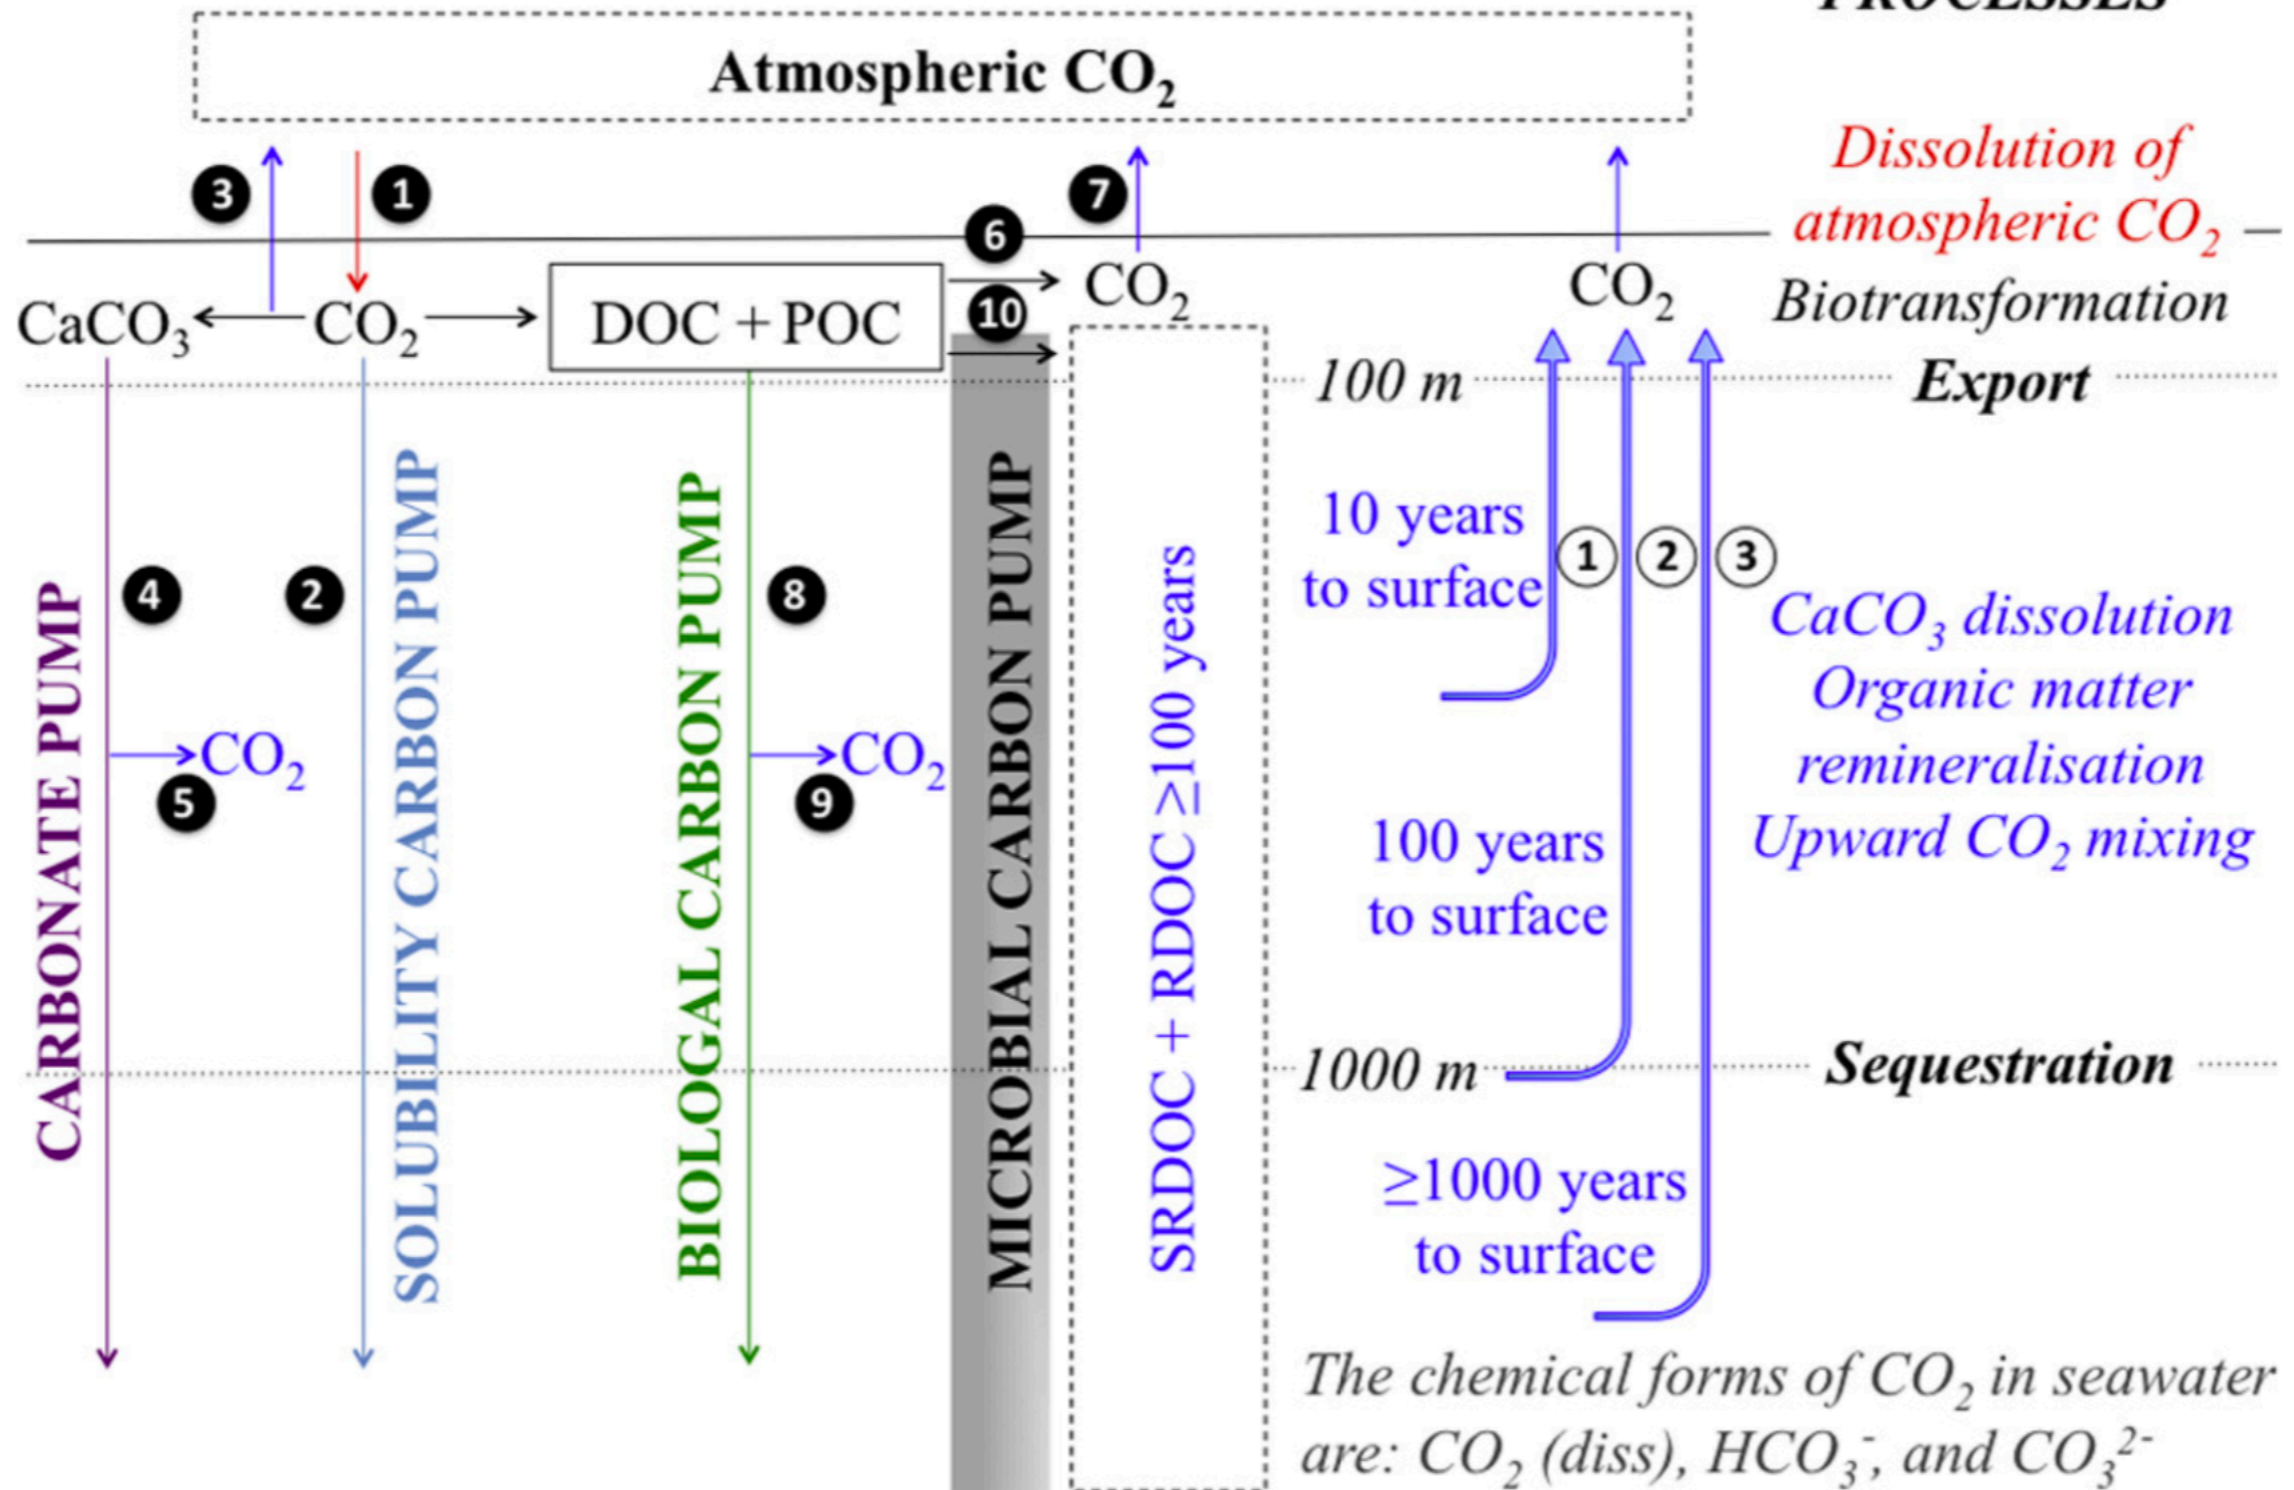 PROCESSES
Atmospheric CO₂
3
1
7
Dissolution of
atmospheric CO₂
6
CaCO₃
CO₂
DOC + POC
10
CO₂
CO₂
Biotransformation
100 m
Export
CARBONATE PUMP
4
2
SOLUBILITY CARBON PUMP
BIOLOGAL CARBON PUMP
8
CO₂
5
CO₂
9
MICROBIAL CARBON PUMP
SRDOC + RDOC ≥100 years
10 years
to surface
1
2
3
100 years
to surface
CaCO₃ dissolution
Organic matter
remineralisation
Upward CO₂ mixing
1000 m
Sequestration
≥1000 years
to surface
The chemical forms of CO₂ in seawater
are: CO₂ (diss), HCO₃⁻, and CO₃²⁻